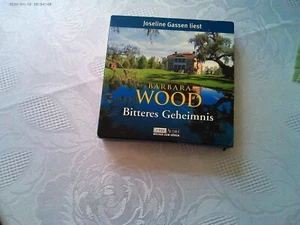 Joseline Gassen liest
BARBARA
WOOD
Bitteres Geheimnis